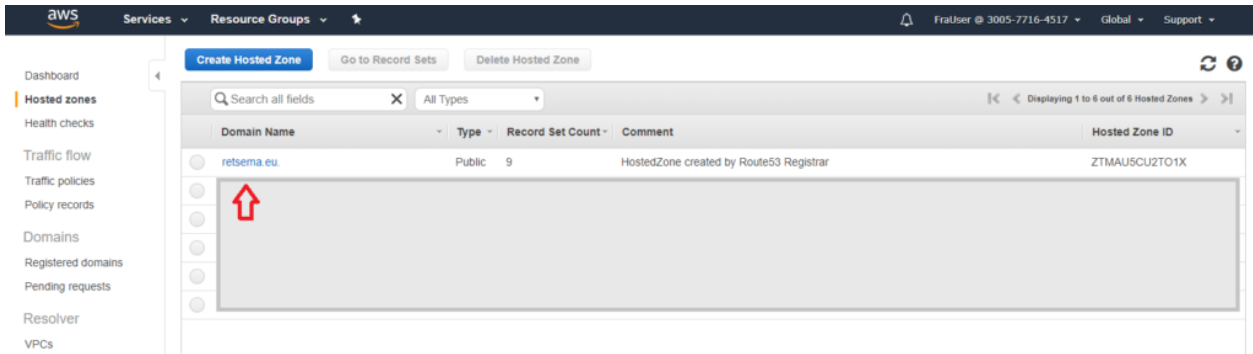 aws Services Resource Groups FraUser @ 3005-7716-4517 Global Support
Create Hosted Zone Go to Record Sets Delete Hosted Zone
Dashboard
Hosted zones
Health checks
Traffic flow
Traffic policies
Policy records
Domains
Registered domains
Pending requests
Resolver
VPCs
Search all fields All Types Displaying 1 to 6 out of 6 Hosted Zones
Domain Name Type Record Set Count Comment Hosted Zone ID
retsema.eu. Public 9 HostedZone created by Route53 Registrar ZTMAU5CU2TO1X